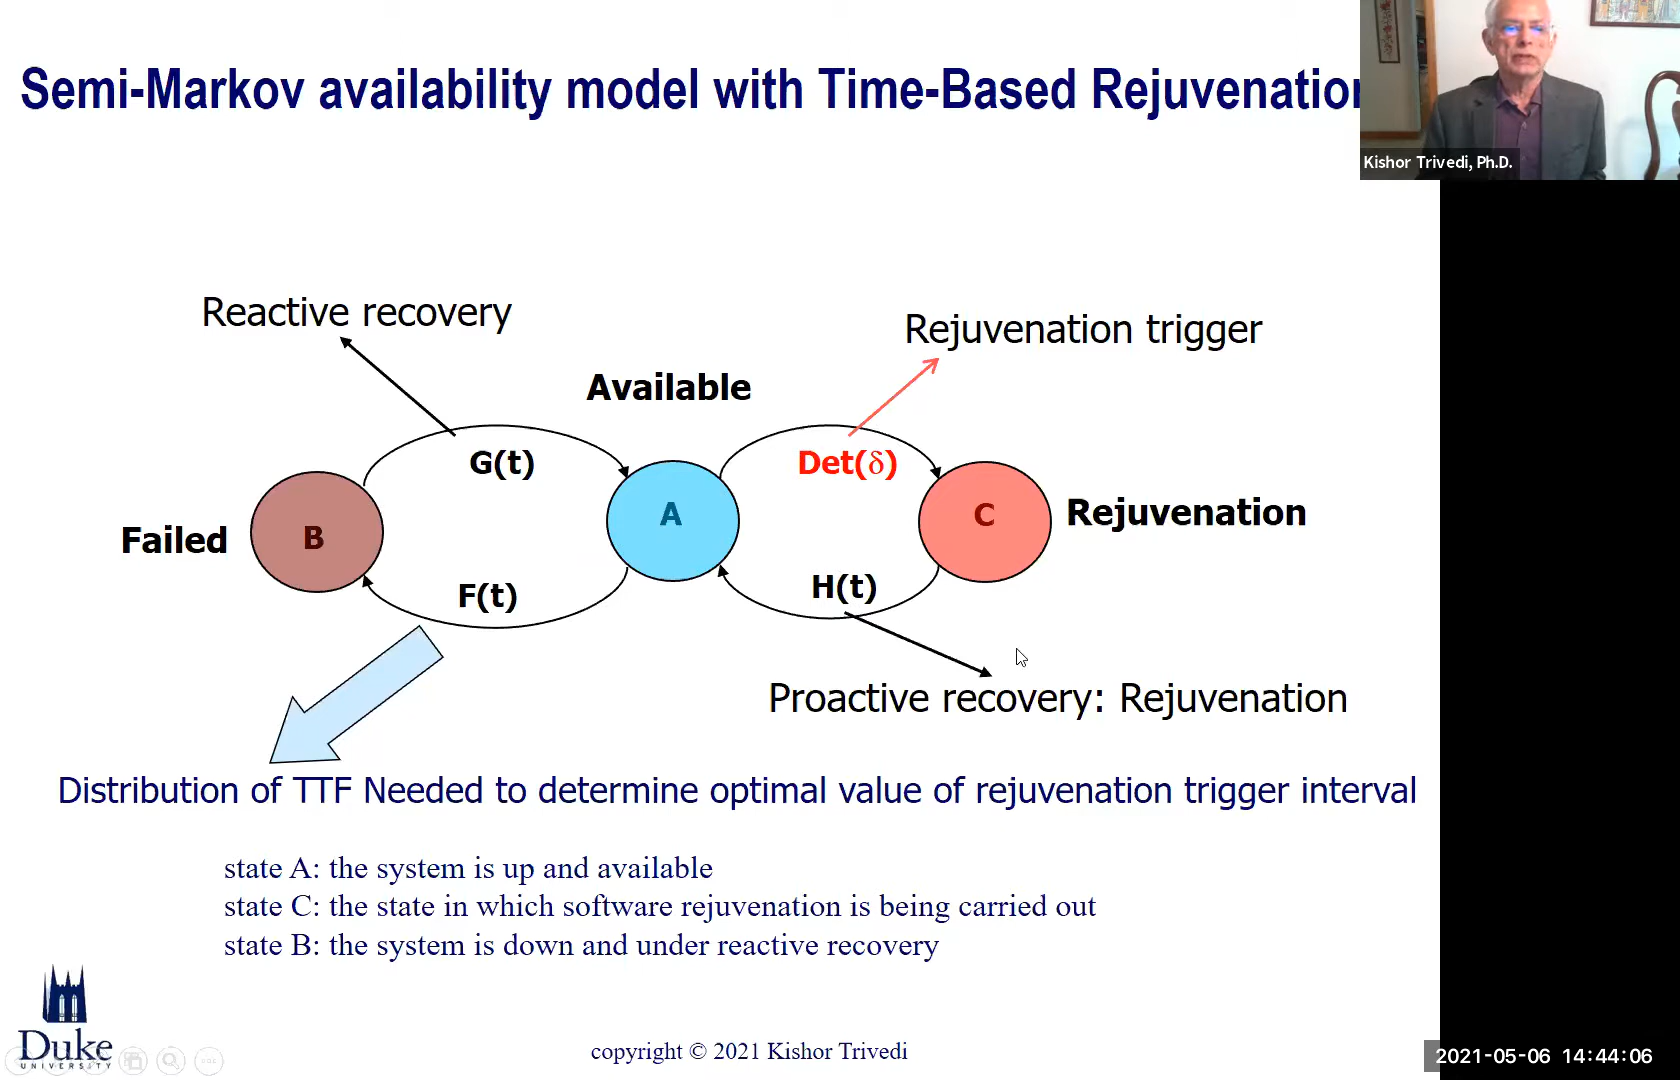 Semi-Markov availability model with Time-Based Rejuvenation
Kishor Trivedi, Ph.D.
Reactive recovery
Rejuvenation trigger
Available
G(t)
Det(δ)
A
C
Rejuvenation
Failed
B
F(t)
H(t)
Proactive recovery: Rejuvenation
Distribution of TTF Needed to determine optimal value of rejuvenation trigger interval
state A: the system is up and available
state C: the state in which software rejuvenation is being carried out
state B: the system is down and under reactive recovery
Duke
UNIVERSITY
copyright © 2021 Kishor Trivedi
2021-05-06 14:44:06